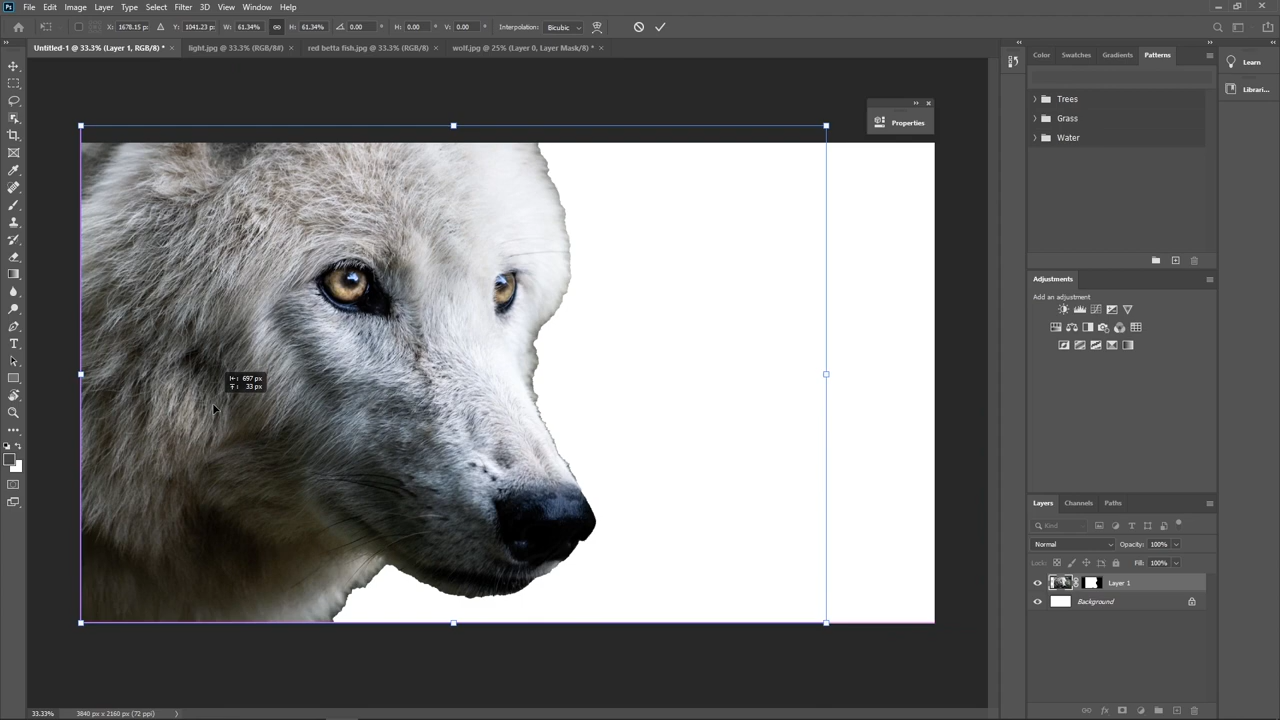 File Edit Image Layer Type Select Filter 3D View Window Help
X: 1678.15 p: Y: 1041.23 p: W: 61.34% H: 61.34% 0.00 ° H: 0.00 ° V: 0.00 ° Interpolation: Bicubic
Untitled-1 @ 33.3% (Layer 1, RGB/8) * × light.jpg @ 33.3% (RGB/8#) × red betta fish.jpg @ 33.3% (RGB/8) × wolf.jpg @ 25% (Layer 0, Layer Mask/8) * ×
Color Swatches Gradients Patterns
Learn
Librari...
Trees
Grass
Water
Properties
Adjustments
Add an adjustment
697 px
33 px
Layers Channels Paths
Kind
Normal Opacity: 100%
Lock: Fill: 100%
Layer 1
Background
33.33% 3840 px x 2160 px (72 ppi)